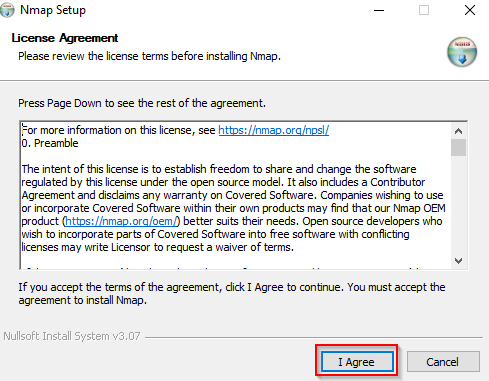 Nmap Setup
License Agreement
Please review the license terms before installing Nmap.
Press Page Down to see the rest of the agreement.
For more information on this license, see https://nmap.org/npsl/
0. Preamble
The intent of this license is to establish freedom to share and change the software
regulated by this license under the open source model. It also includes a Contributor
Agreement and disclaims any warranty on Covered Software. Companies wishing to use
or incorporate Covered Software within their own products may find that our Nmap OEM
product (https://nmap.org/oem/) better suits their needs. Open source developers who
wish to incorporate parts of Covered Software into free software with conflicting
licenses may write Licensor to request a waiver of terms.
If you accept the terms of the agreement, click I Agree to continue. You must accept the
agreement to install Nmap.
Nullsoft Install System v3.07
I Agree
Cancel